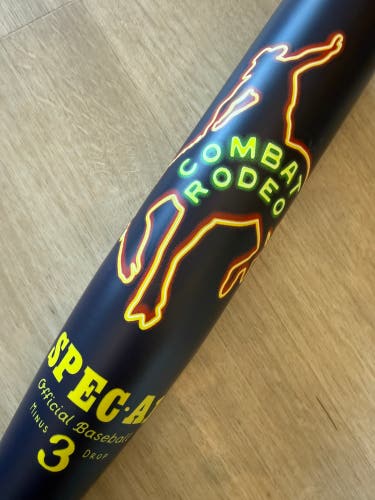 COMBAT
RODEO
SPEC-A
Official Baseball
MINUS 3 DROP